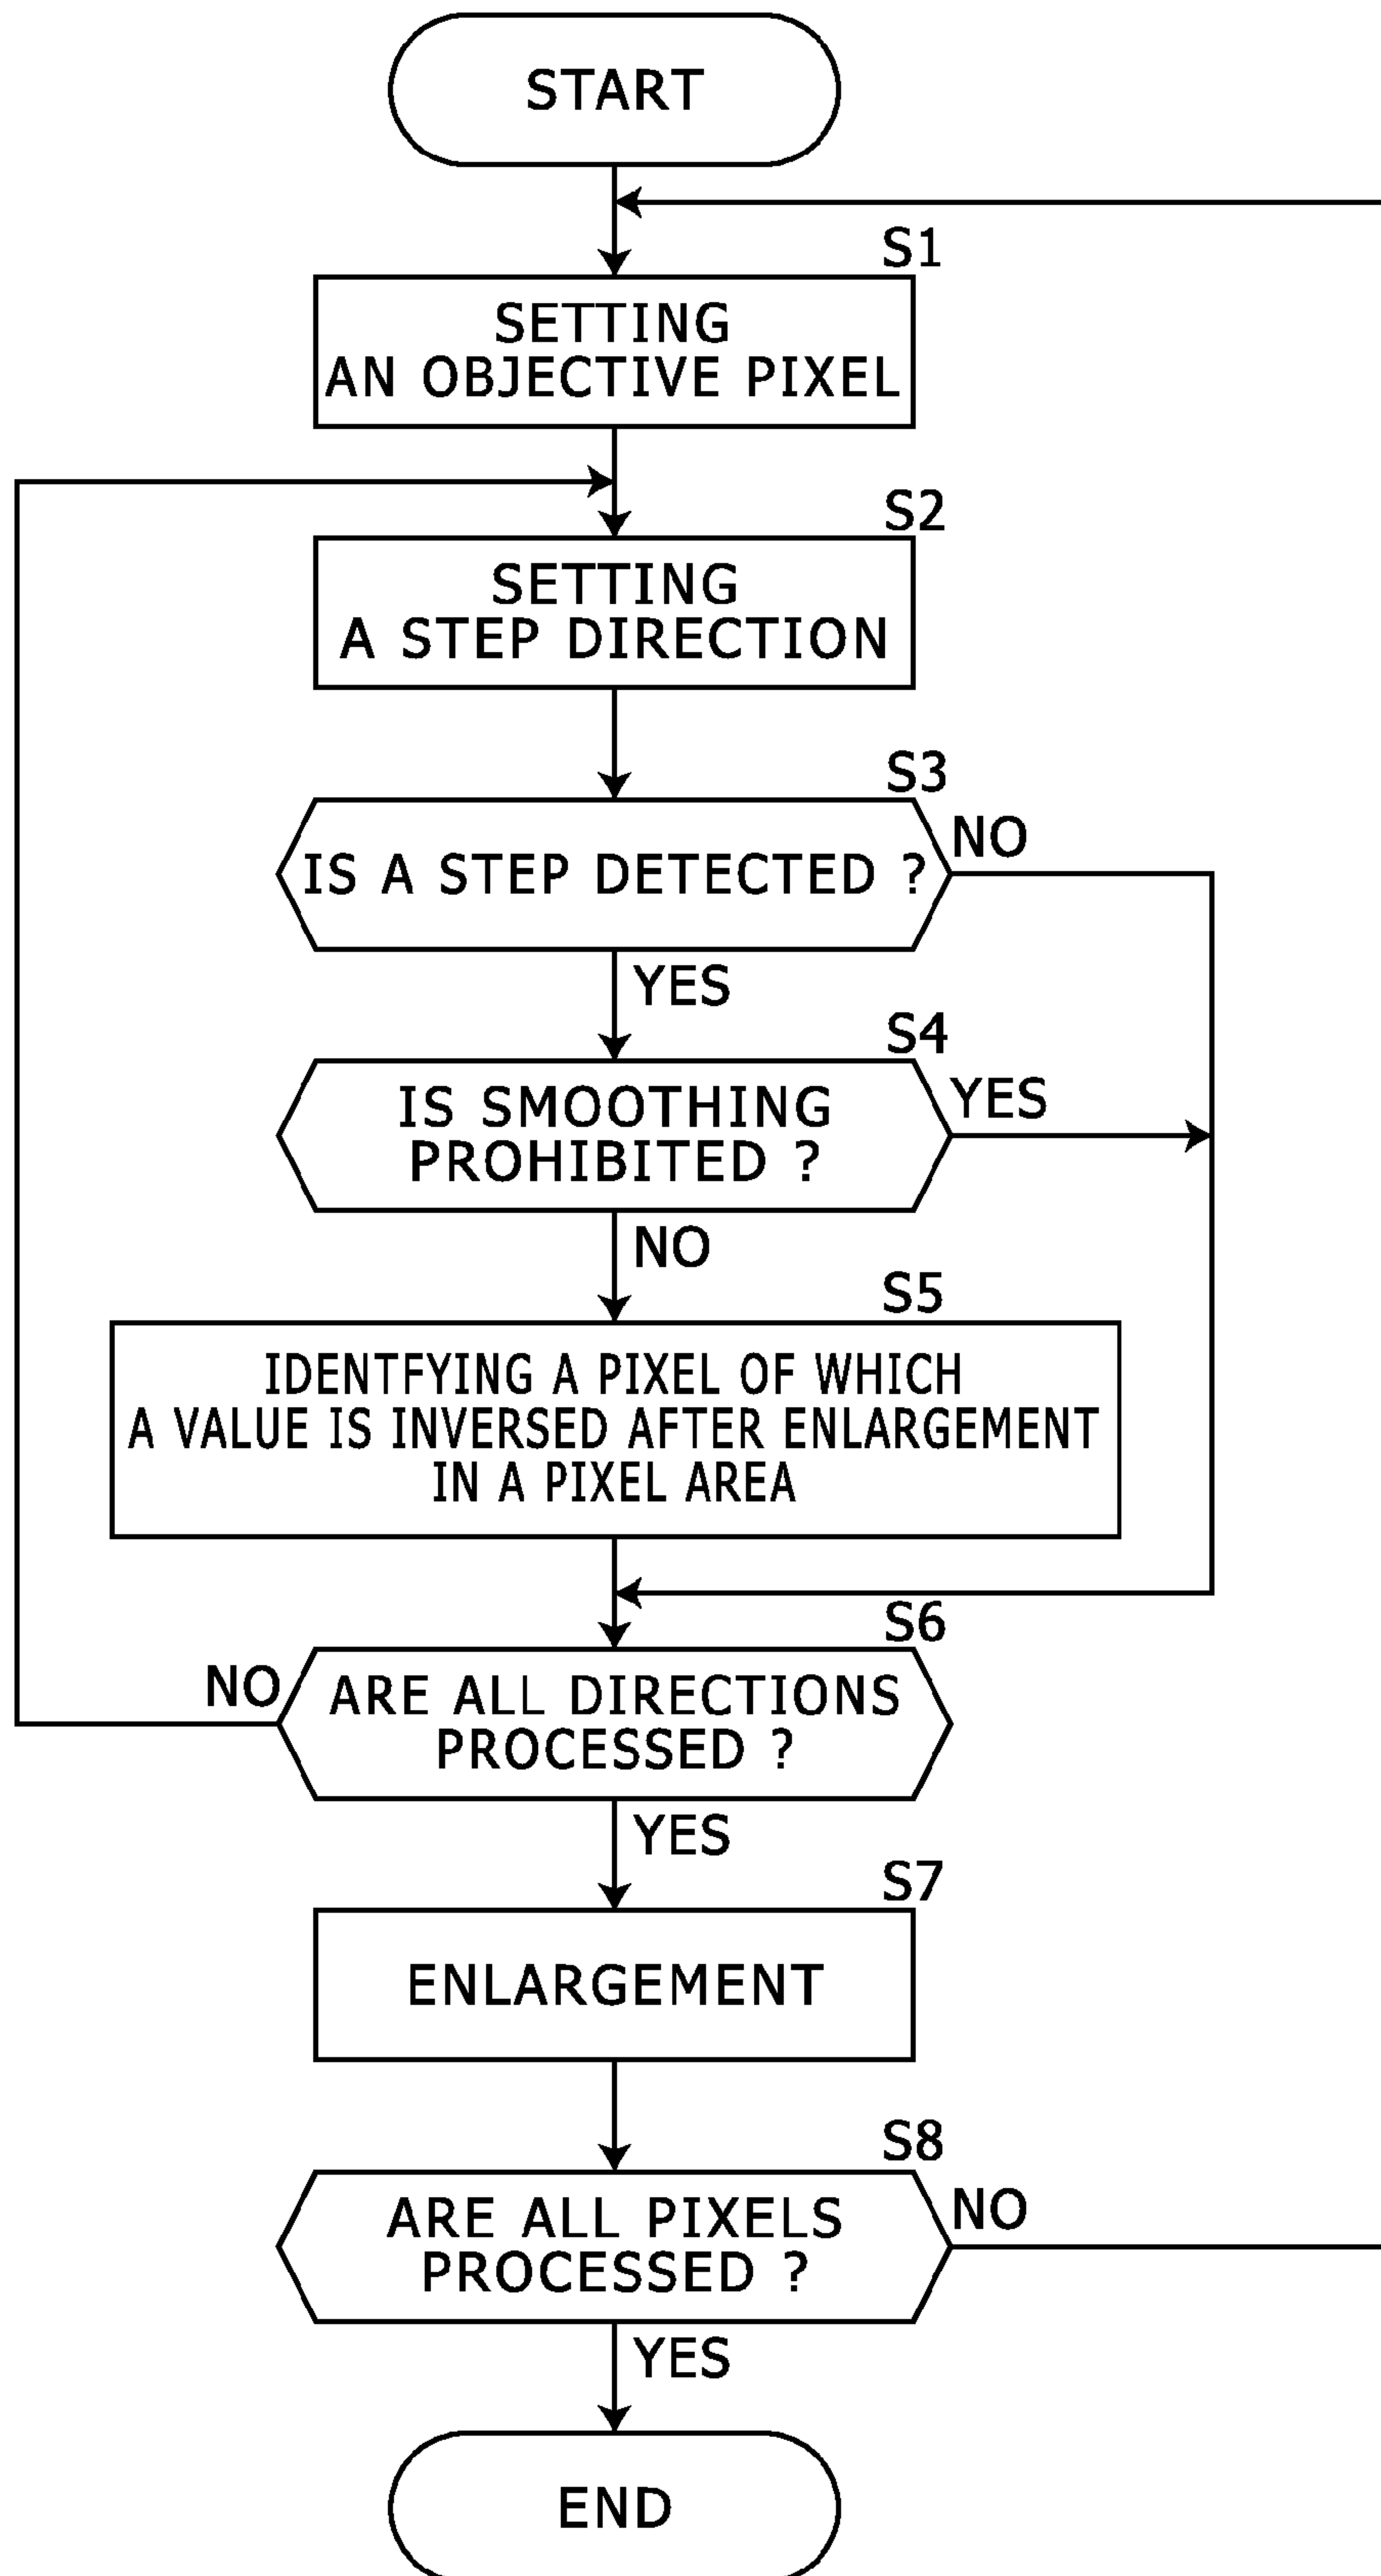 START
S1
SETTING
AN OBJECTIVE PIXEL
S2
SETTING
A STEP DIRECTION
S3
IS A STEP DETECTED ?
NO
YES
S4
IS SMOOTHING
PROHIBITED ?
YES
NO
S5
IDENTFYING A PIXEL OF WHICH
A VALUE IS INVERSED AFTER ENLARGEMENT
IN A PIXEL AREA
S6
NO
ARE ALL DIRECTIONS
PROCESSED ?
YES
S7
ENLARGEMENT
S8
ARE ALL PIXELS
PROCESSED ?
NO
YES
END